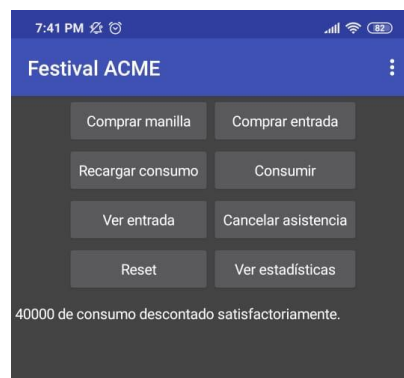 7:41 PM 82
Festival ACME
Comprar manilla Comprar entrada
Recargar consumo Consumir
Ver entrada Cancelar asistencia
Reset Ver estadísticas
40000 de consumo descontado satisfactoriamente.